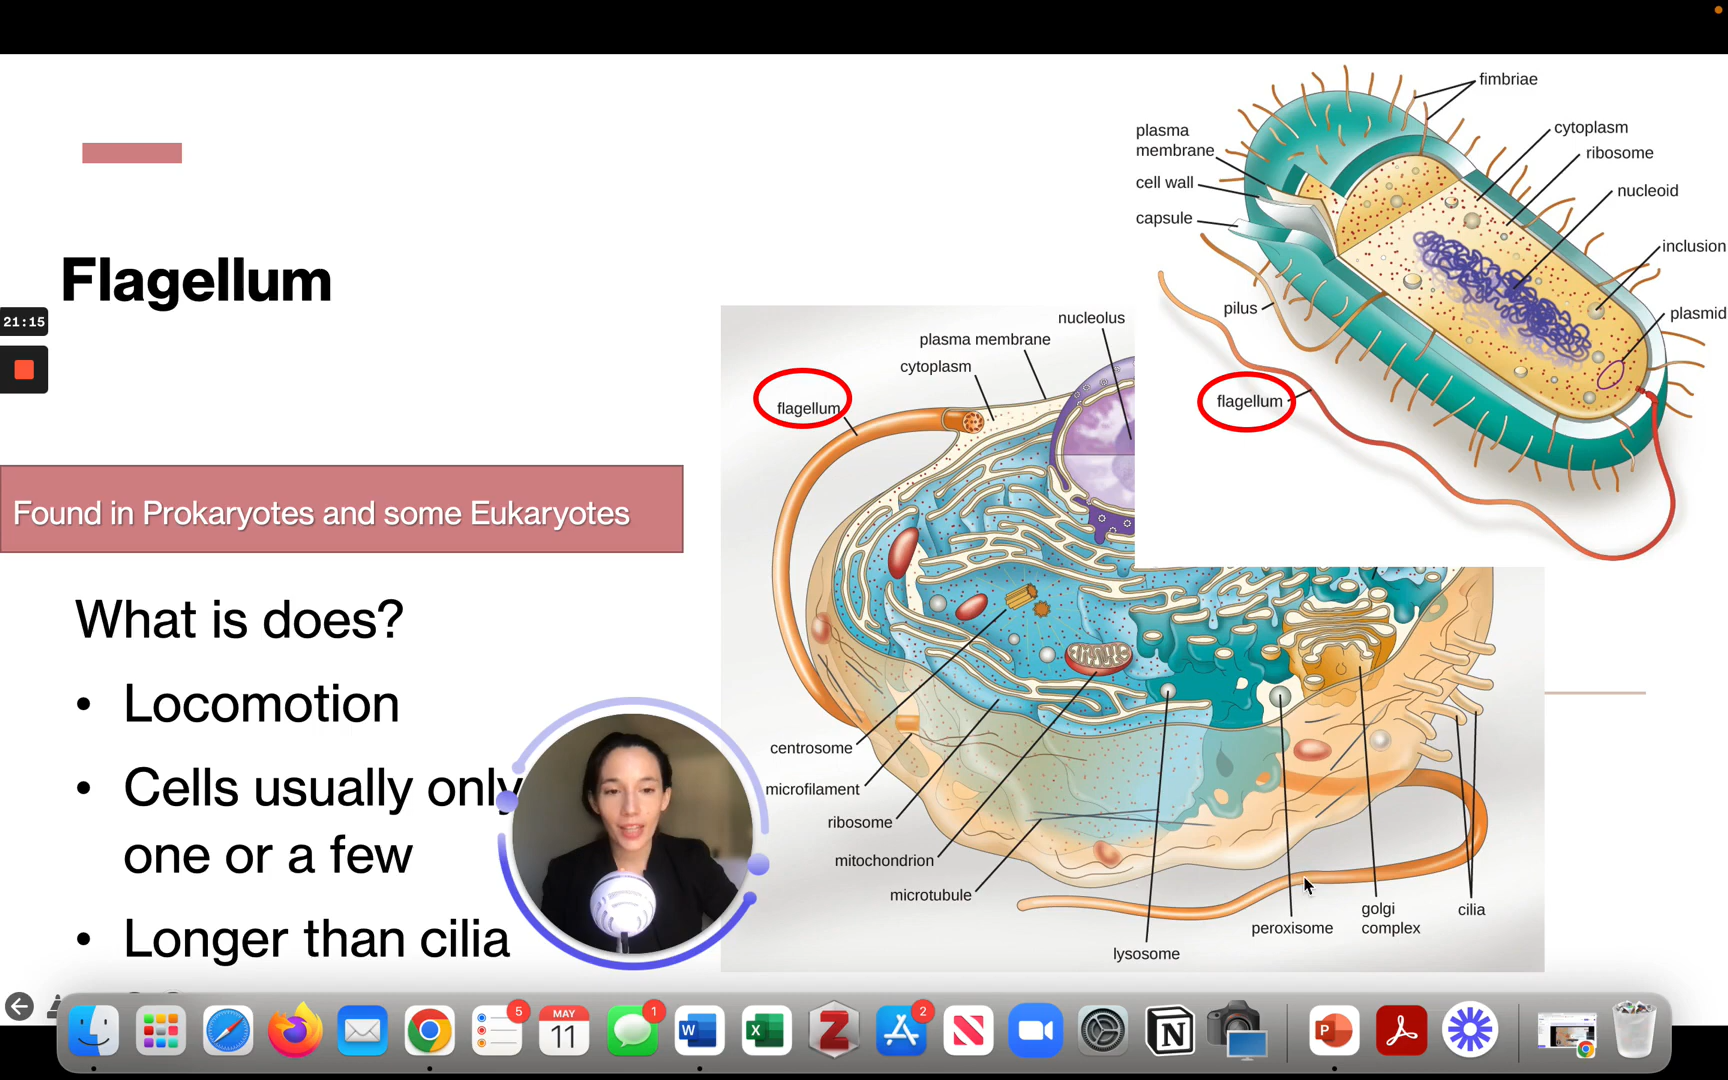 Flagellum
21:15
Found in Prokaryotes and some Eukaryotes
What is does?
• Locomotion
• Cells usually only
one or a few
• Longer than cilia
nucleolus
plasma membrane
cytoplasm
flagellum
centrosome
microfilament
ribosome
mitochondrion
microtubule
lysosome
peroxisome
golgi
complex
cilia
fimbriae
plasma
membrane
cell wall
capsule
cytoplasm
ribosome
nucleoid
inclusion
plasmid
pilus
flagellum
5
MAY
11
1
W
X
Z
2
N
N
P